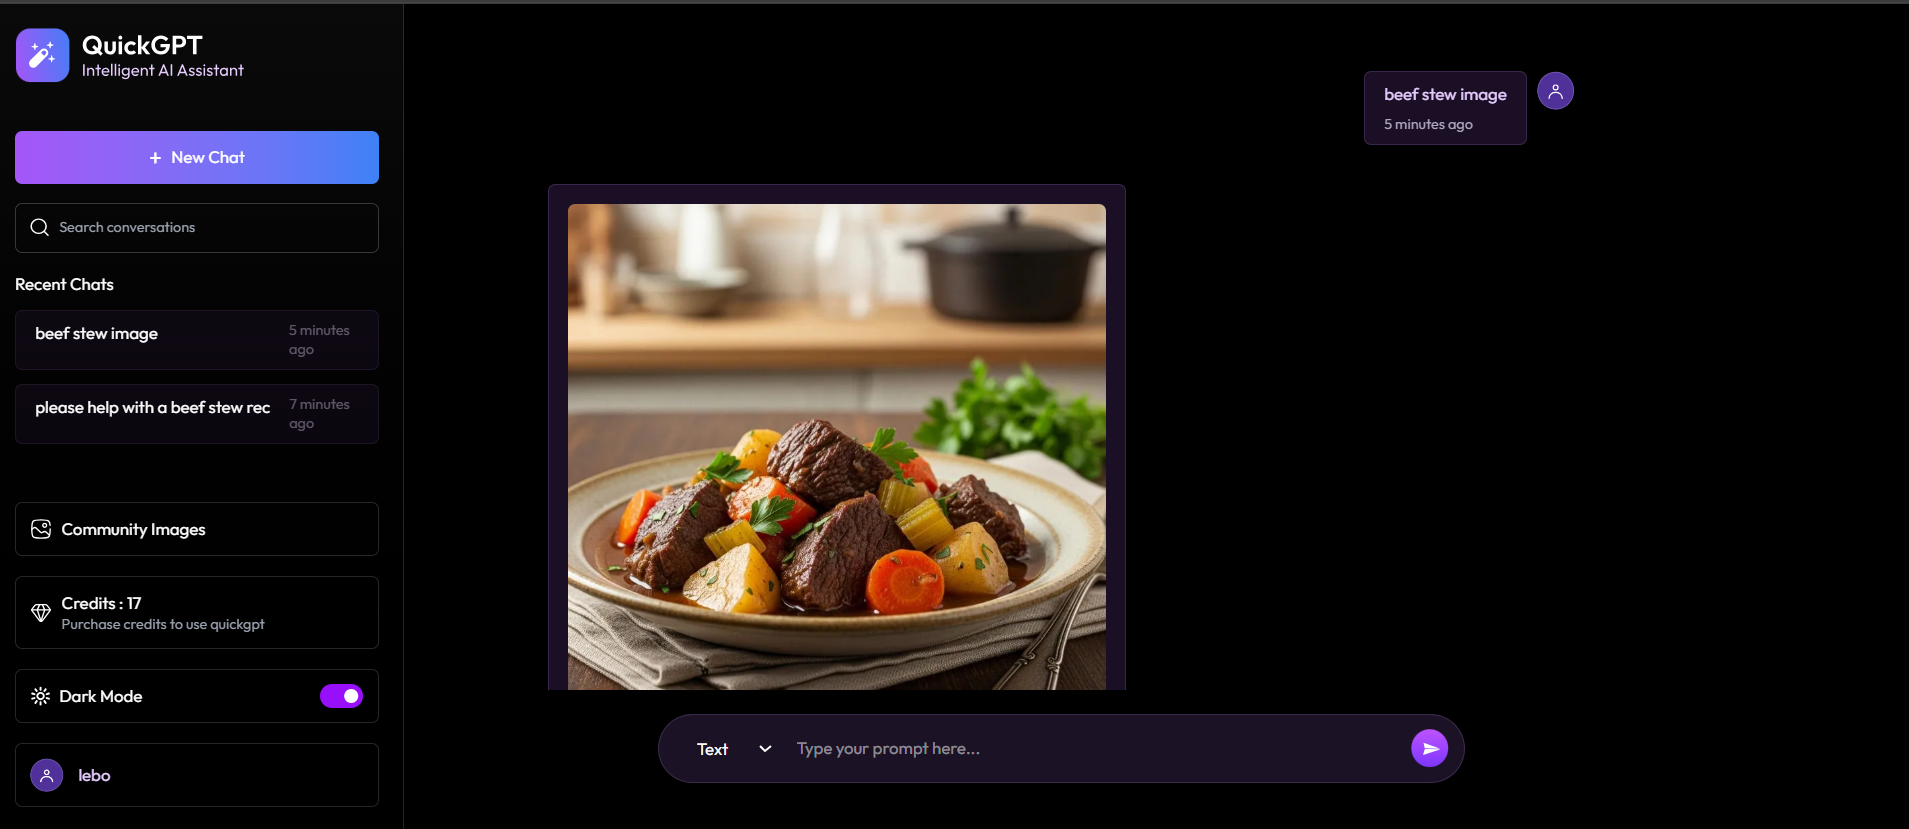 QuickGPT
Intelligent AI Assistant
+ New Chat
Search conversations
Recent Chats
beef stew image
5 minutes
ago
please help with a beef stew rec
7 minutes
ago
Community Images
Credits : 17
Purchase credits to use quickgpt
Dark Mode
lebo
beef stew image
5 minutes ago
Text
Type your prompt here...